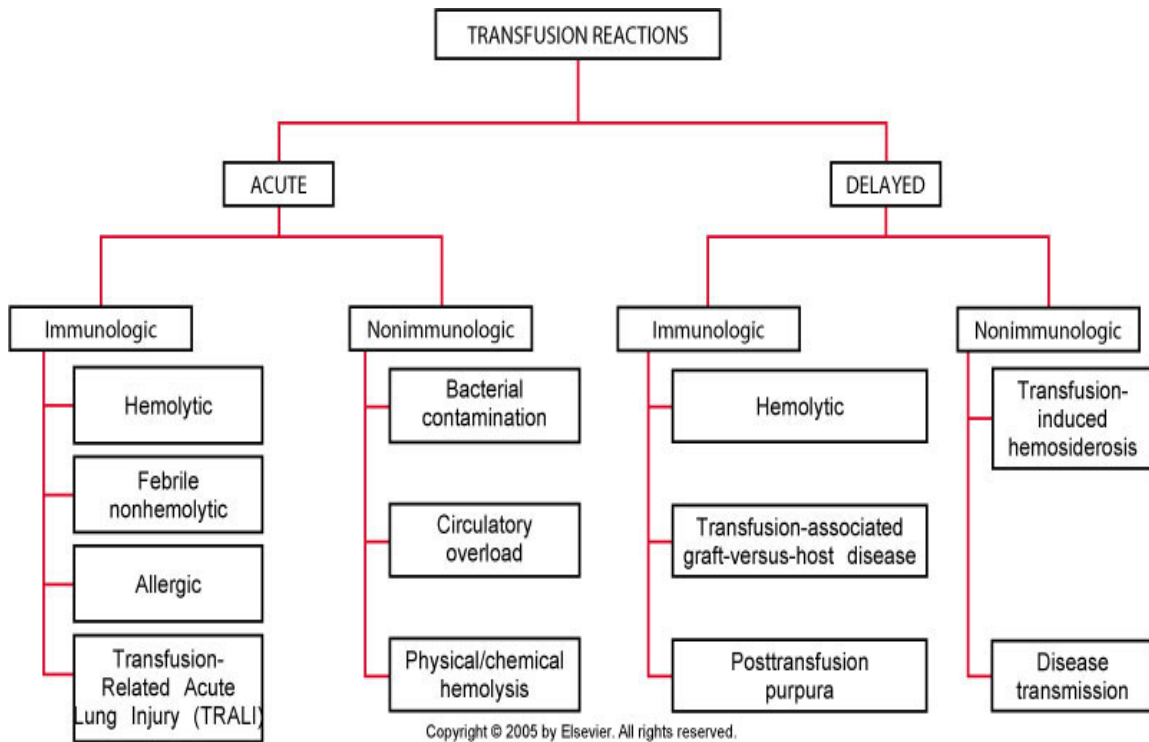 TRANSFUSION REACTIONS
ACUTE
DELAYED
Immunologic
Nonimmunologic
Immunologic
Nonimmunologic
Hemolytic
Febrile
nonhemolytic
Allergic
Transfusion-
Related Acute
Lung Injury (TRALI)
Bacterial
contamination
Circulatory
overload
Physical/chemical
hemolysis
Hemolytic
Transfusion-associated
graft-versus-host disease
Posttransfusion
purpura
Transfusion-
induced
hemosiderosis
Disease
transmission
Copyright © 2005 by Elsevier. All rights reserved.